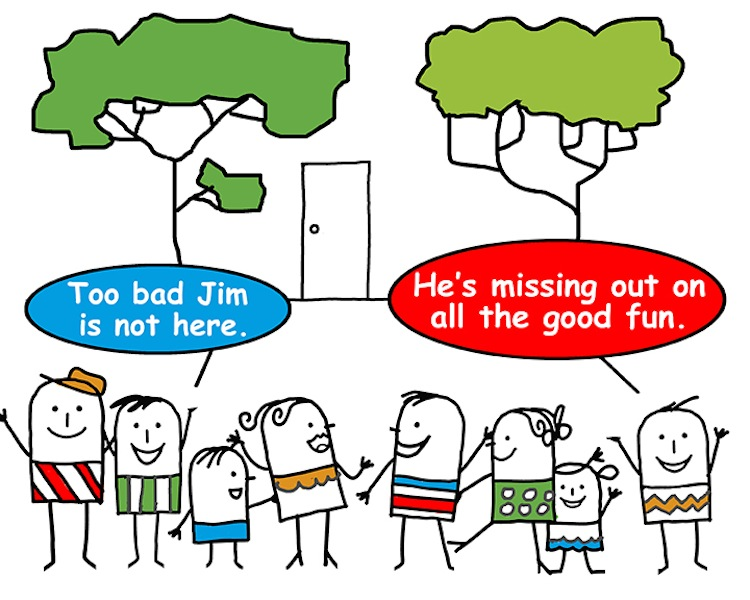 Too bad Jim
is not here.
He's missing out on
all the good fun.